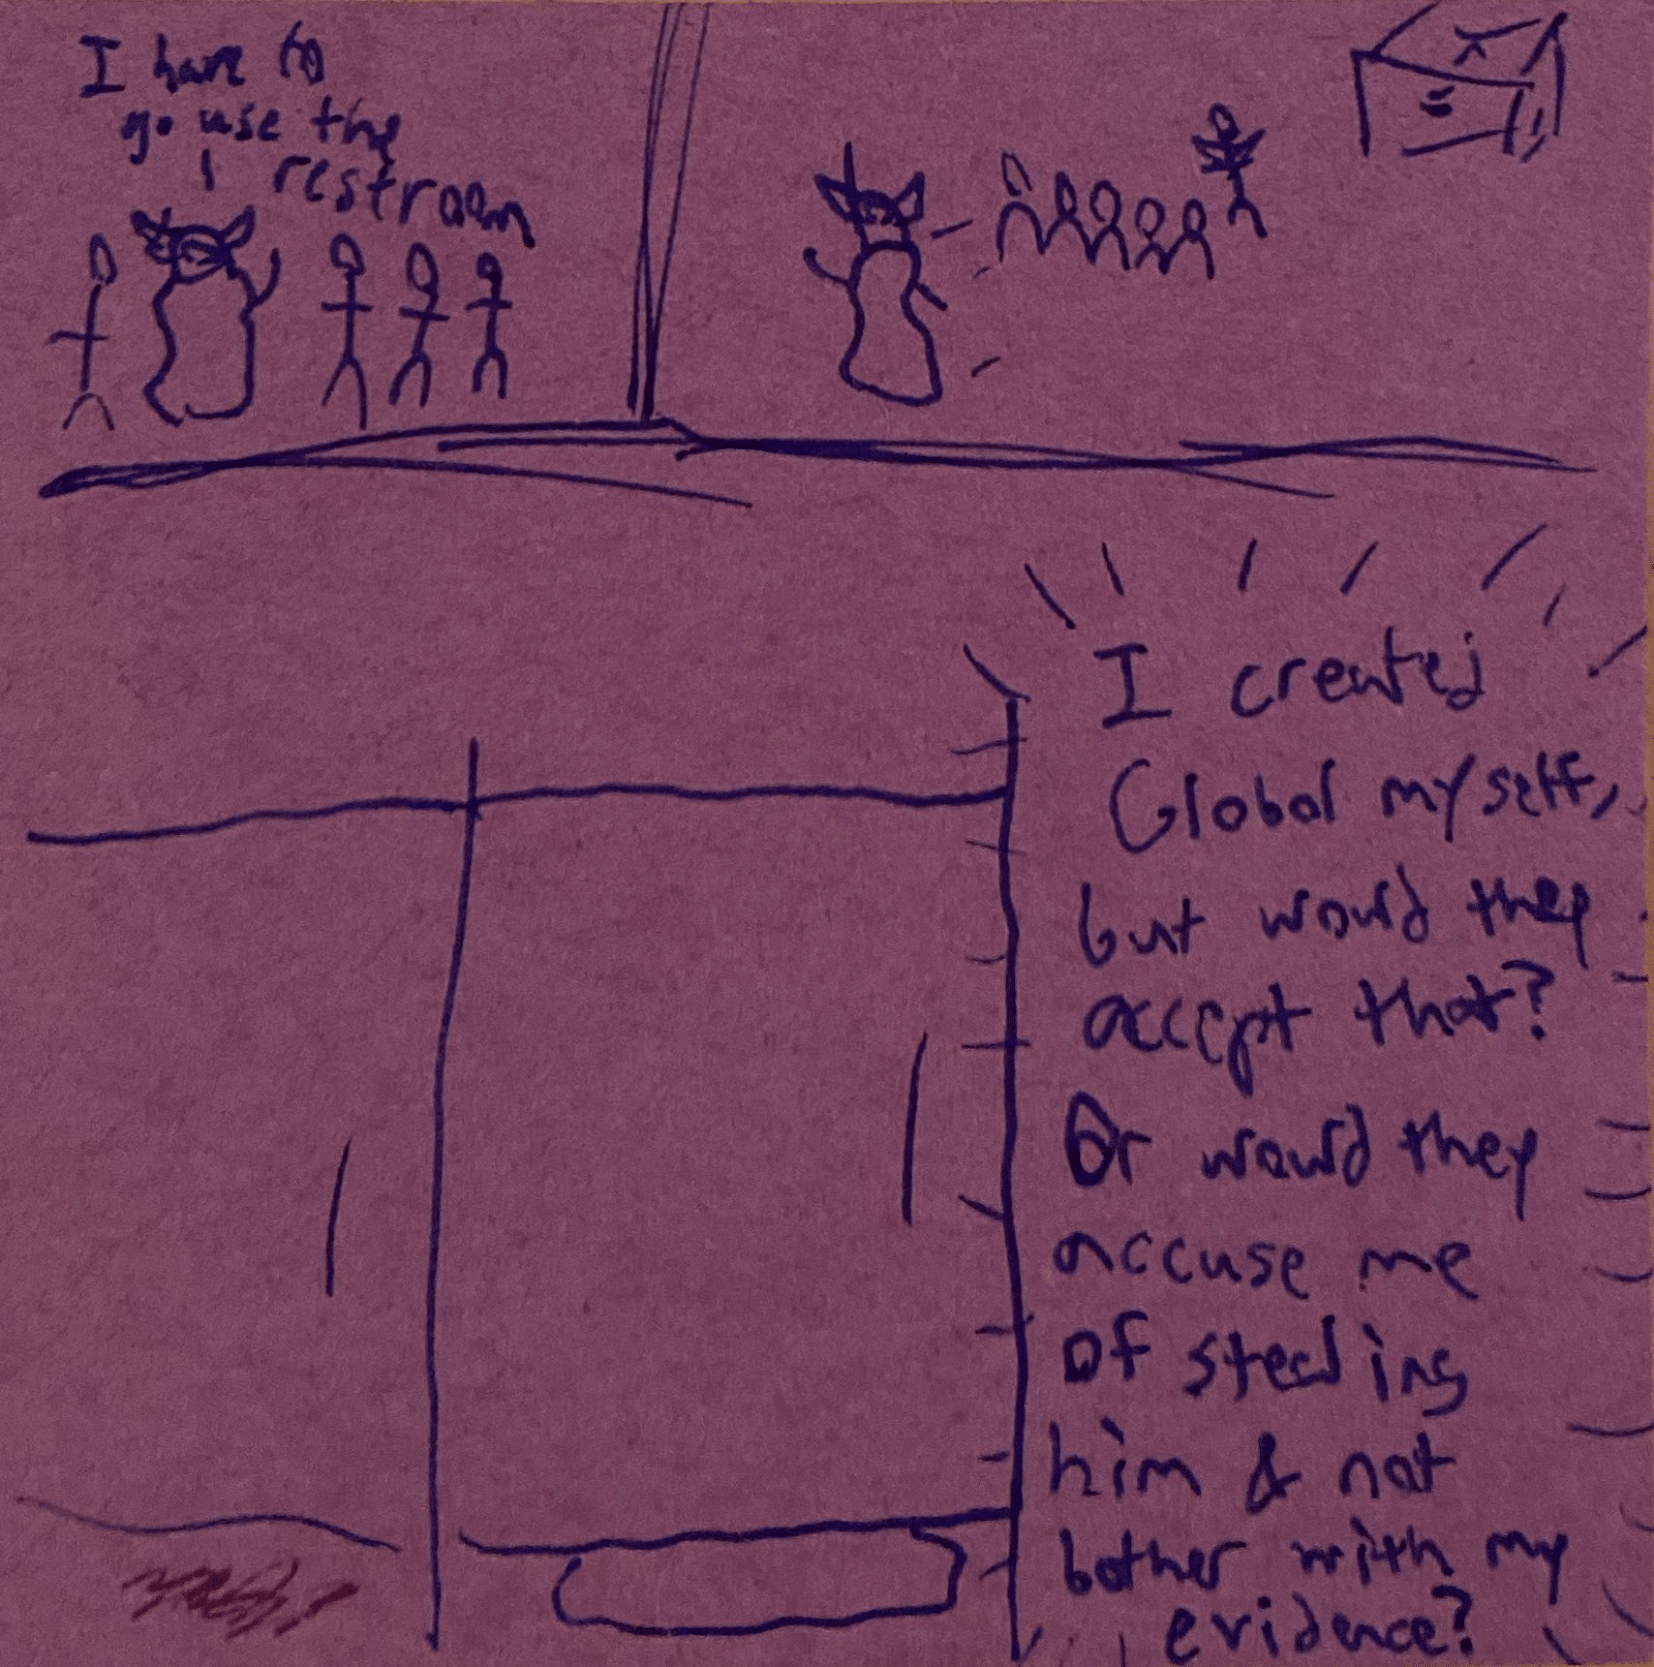 I have to
go use the
restroom
I created
Global myself,
but would they
accept that?
Or would they
accuse me
of stealing
him & not
bother with my
evidence?